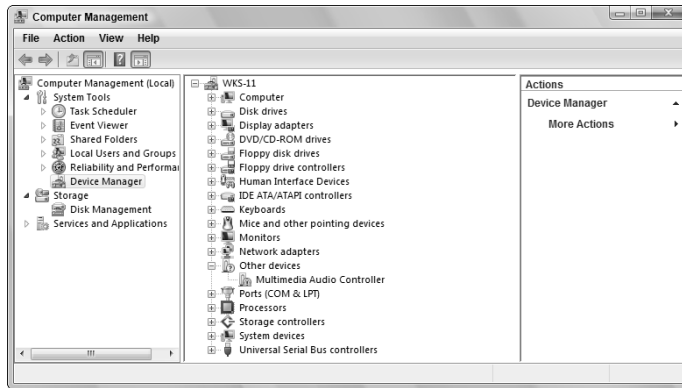 Computer Management
File Action View Help
Computer Management (Local)
System Tools
Task Scheduler
Event Viewer
Shared Folders
Local Users and Groups
Reliability and Performa
Device Manager
Storage
Disk Management
Services and Applications
WKS-11
Computer
Disk drives
Display adapters
DVD/CD-ROM drives
Floppy disk drives
Floppy drive controllers
Human Interface Devices
IDE ATA/ATAPI controllers
Keyboards
Mice and other pointing devices
Monitors
Network adapters
Other devices
Multimedia Audio Controller
Ports (COM & LPT)
Processors
Storage controllers
System devices
Universal Serial Bus controllers
Actions
Device Manager
More Actions